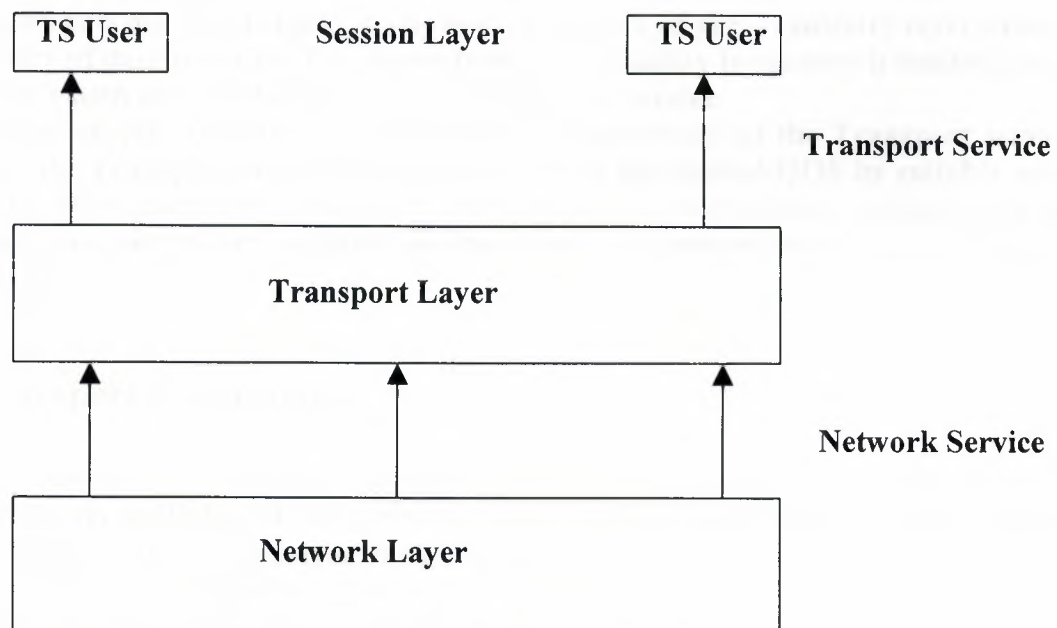 TS User Session Layer TS User
Transport Service
Transport Layer
Network Service
Network Layer